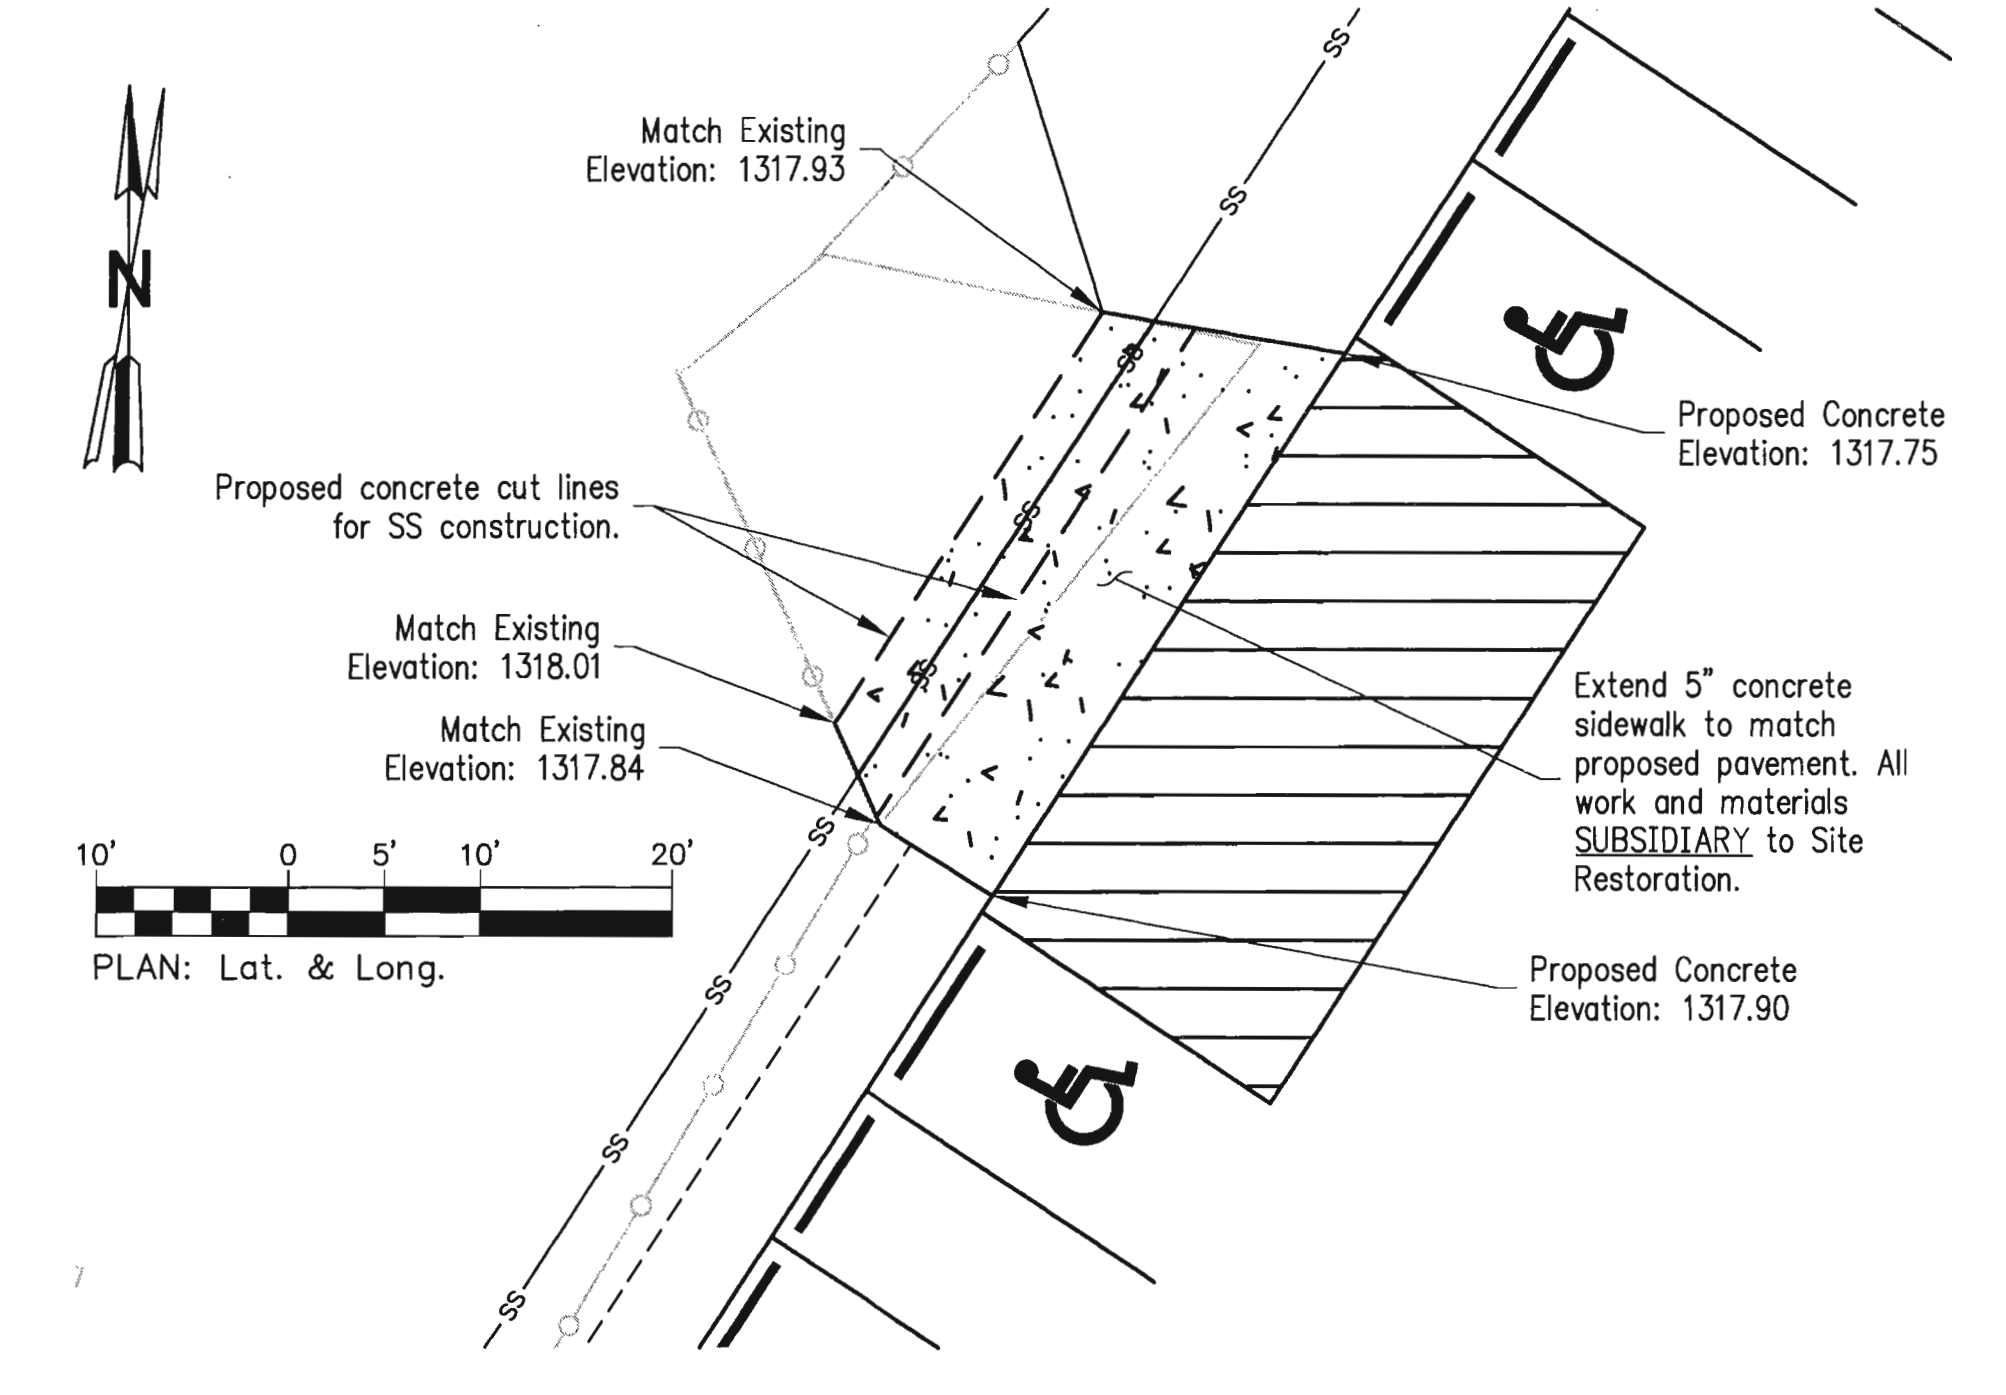 SS
SS
Match Existing
Elevation: 1317.93
N
SS
Proposed Concrete
Elevation: 1317.75
Proposed concrete cut lines
for SS construction.
SS
Match Existing
Elevation: 1318.01
SS
Match Existing
Elevation: 1317.84
Extend 5" concrete
sidewalk to match
proposed pavement. All
work and materials
SUBSIDIARY to Site
Restoration.
SS
10' 0 5' 10' 20'
PLAN: Lat. & Long.
SS
Proposed Concrete
Elevation: 1317.90
SS
SS